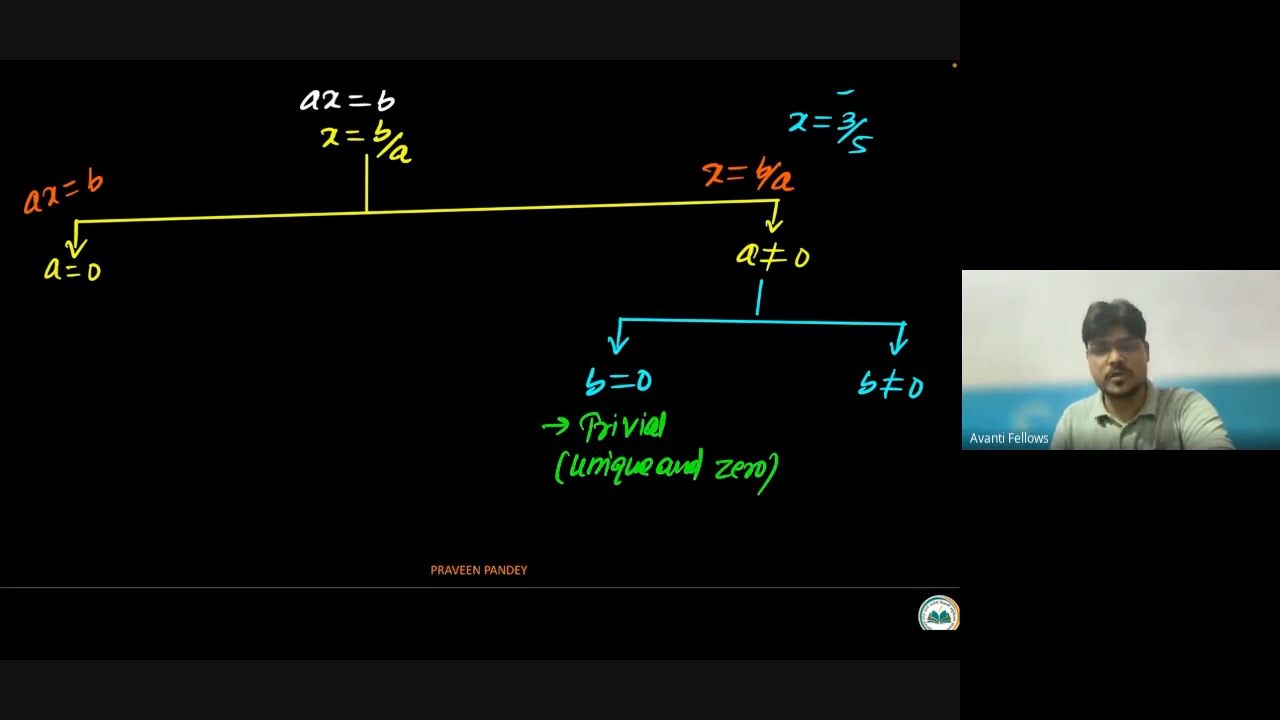 ax = b
x = b/a
x = 3/5
ax = b
x = b/a
a = 0
a ≠ 0
b = 0
b ≠ 0
→ Trivial
(unique and zero)
Avanti Fellows
PRAVEEN PANDEY